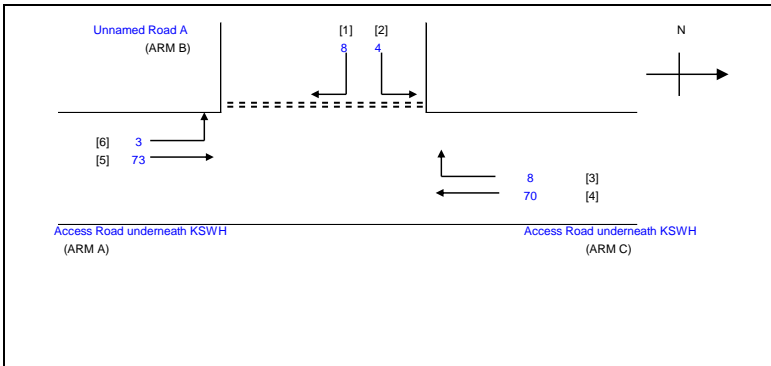 Unnamed Road A [1] [2] N
(ARM B) 8 4
[6] 3
[5] 73
8 [3]
70 [4]
Access Road underneath KSWH Access Road underneath KSWH
(ARM A) (ARM C)